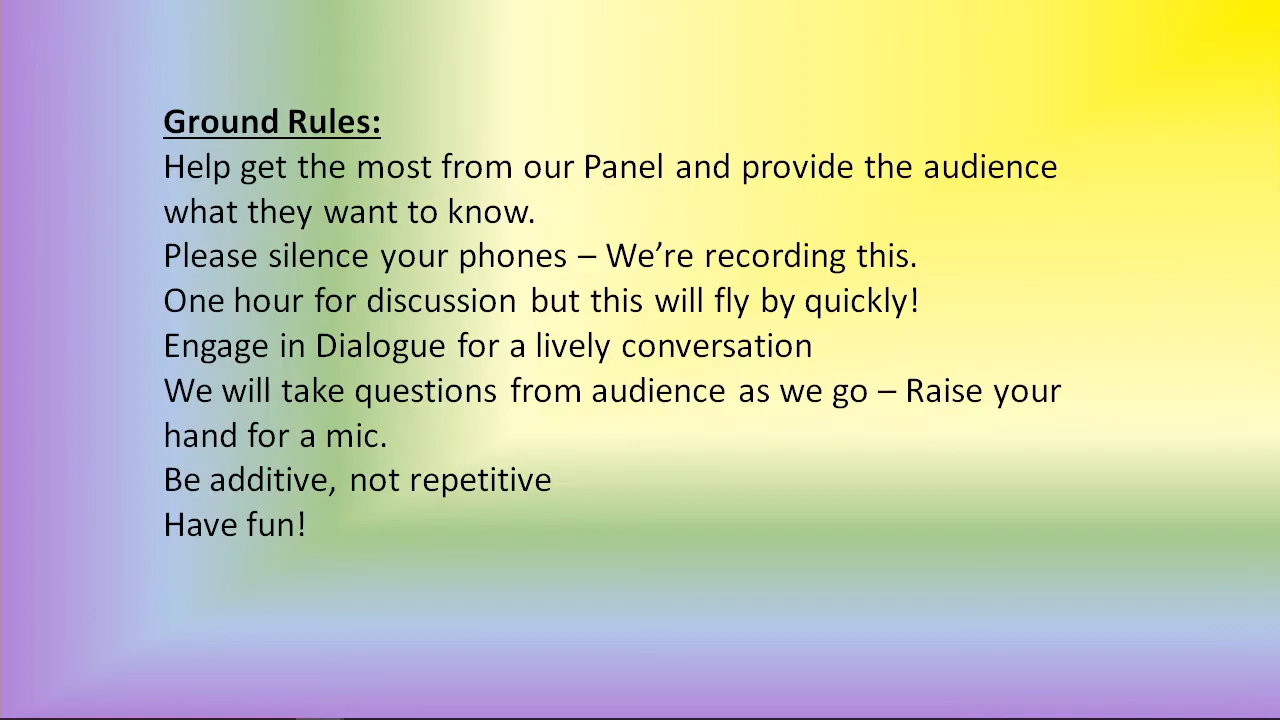 Ground Rules:
Help get the most from our Panel and provide the audience
what they want to know.
Please silence your phones – We’re recording this.
One hour for discussion but this will fly by quickly!
Engage in Dialogue for a lively conversation
We will take questions from audience as we go – Raise your
hand for a mic.
Be additive, not repetitive
Have fun!